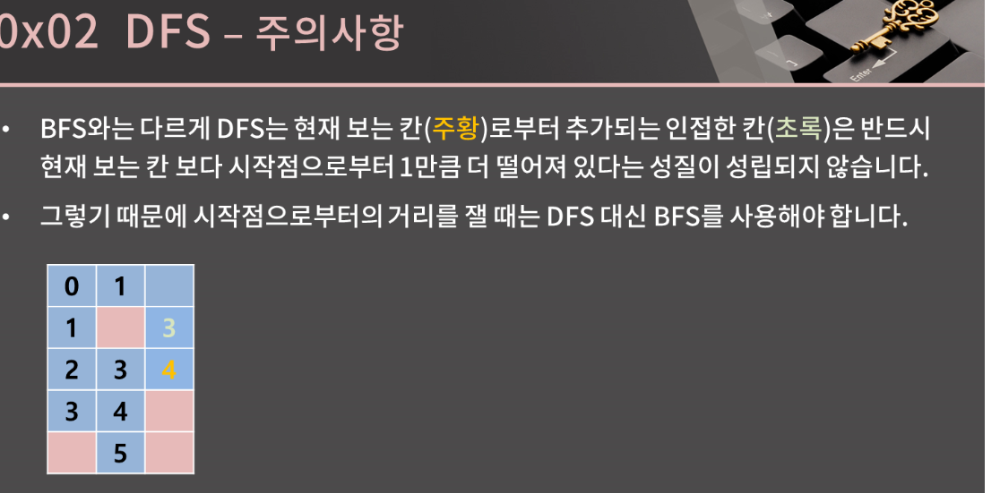 0x02 DFS – 주의사항
Enter
• BFS와는 다르게 DFS는 현재 보는 칸(주황)로부터 추가되는 인접한 칸(초록)은 반드시
현재 보는 칸 보다 시작점으로부터 1만큼 더 떨어져 있다는 성질이 성립되지 않습니다.
• 그렇기 때문에 시작점으로부터의 거리를 잴 때는 DFS 대신 BFS를 사용해야 합니다.
0 1
1 3
2 3 4
3 4
5